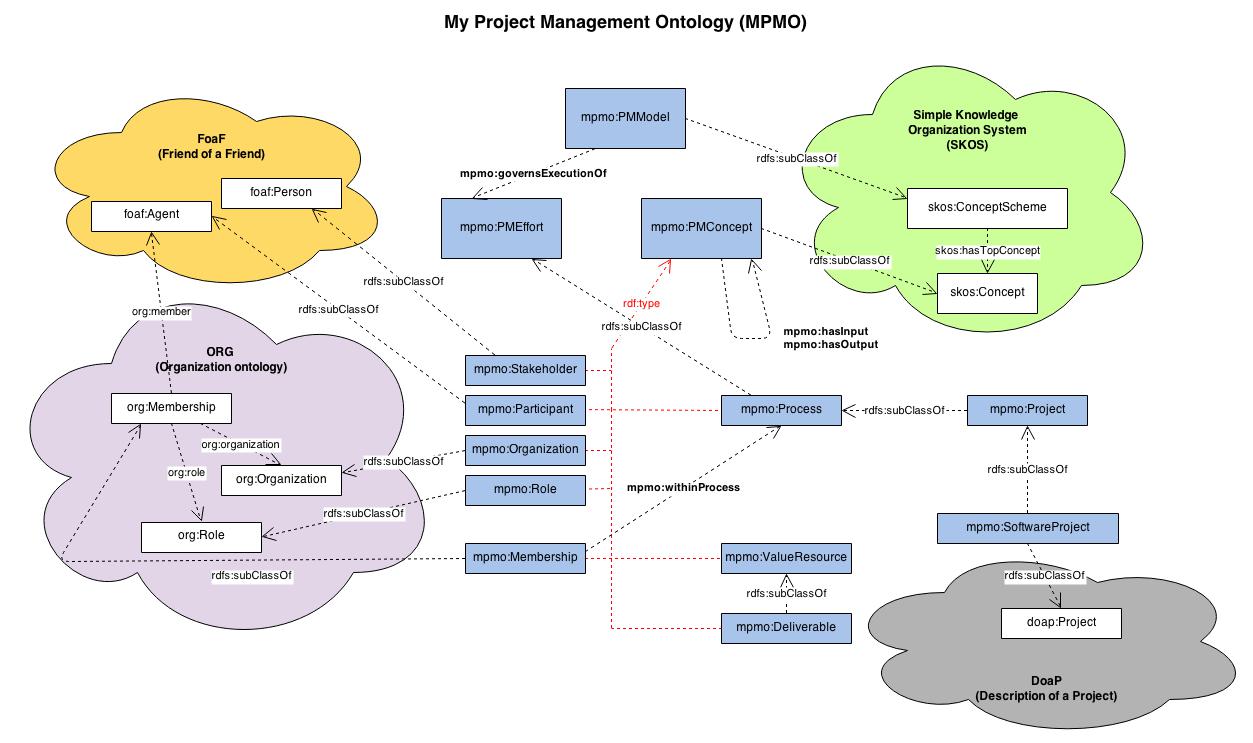 My Project Management Ontology (MPMO)
FoaF
(Friend of a Friend)
foaf:Person
foaf:Agent
mpmo:PMModel
Simple Knowledge
Organization System
(SKOS)
rdfs:subClassOf
mpmo:governsExecutionOf
skos:ConceptScheme
mpmo:PMEffort
mpmo:PMConcept
skos:hasTopConcept
rdfs:subClassOf
skos:Concept
rdfs:subClassOf
rdf:type
rdfs:subClassOf
org:member
rdfs:subClassOf
mpmo:hasInput
mpmo:hasOutput
ORG
(Organization ontology)
mpmo:Stakeholder
org:Membership
mpmo:Participant
mpmo:Process
rdfs:subClassOf
mpmo:Project
org:organization
mpmo:Organization
rdfs:subClassOf
org:role
rdfs:subClassOf
org:Organization
mpmo:Role
mpmo:withinProcess
rdfs:subClassOf
mpmo:SoftwareProject
org:Role
mpmo:Membership
mpmo:ValueResource
rdfs:subClassOf
rdfs:subClassOf
rdfs:subClassOf
mpmo:Deliverable
doap:Project
DoaP
(Description of a Project)